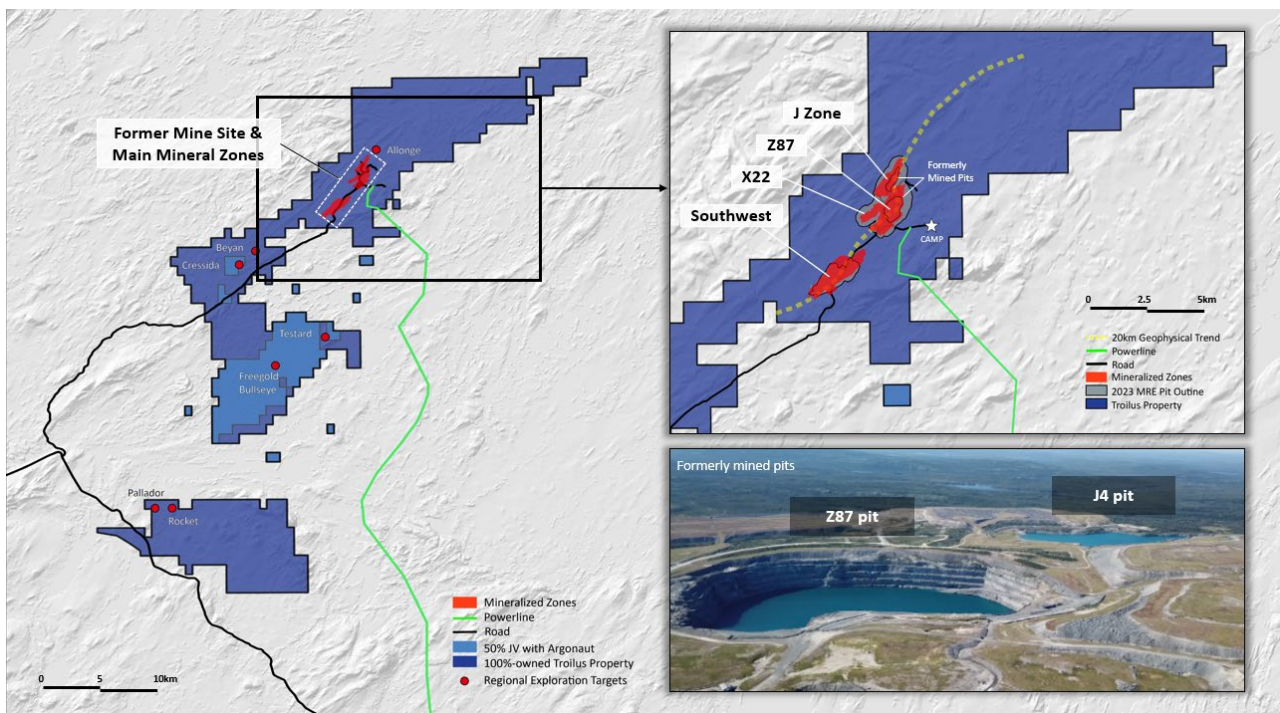 Former Mine Site &
Main Mineral Zones
Allonge
Beyan
Cressida
Testard
Freegold
Bullseye
Pallador
Rocket
Mineralized Zones
Powerline
Road
50% JV with Argonaut
100%-owned Troilus Property
Regional Exploration Targets
0 5 10km
J Zone
Z87
X22
Southwest
Formerly
Mined Pits
CAMP
0 2.5 5km
20km Geophysical Trend
Powerline
Road
Mineralized Zones
2023 MRE Pit Outine
Troilus Property
Formerly mined pits
Z87 pit
J4 pit